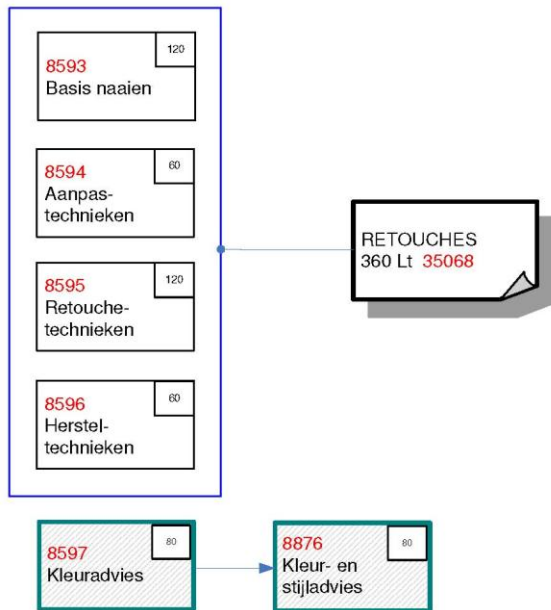 120
8593
Basis naaien
60
8594
Aanpas-
technieken
120
8595
Retouche-
technieken
60
8596
Herstel-
technieken
RETOUCHES
360 Lt 35068
80
8597
Kleuradvies
80
8876
Kleur- en
stijladvies